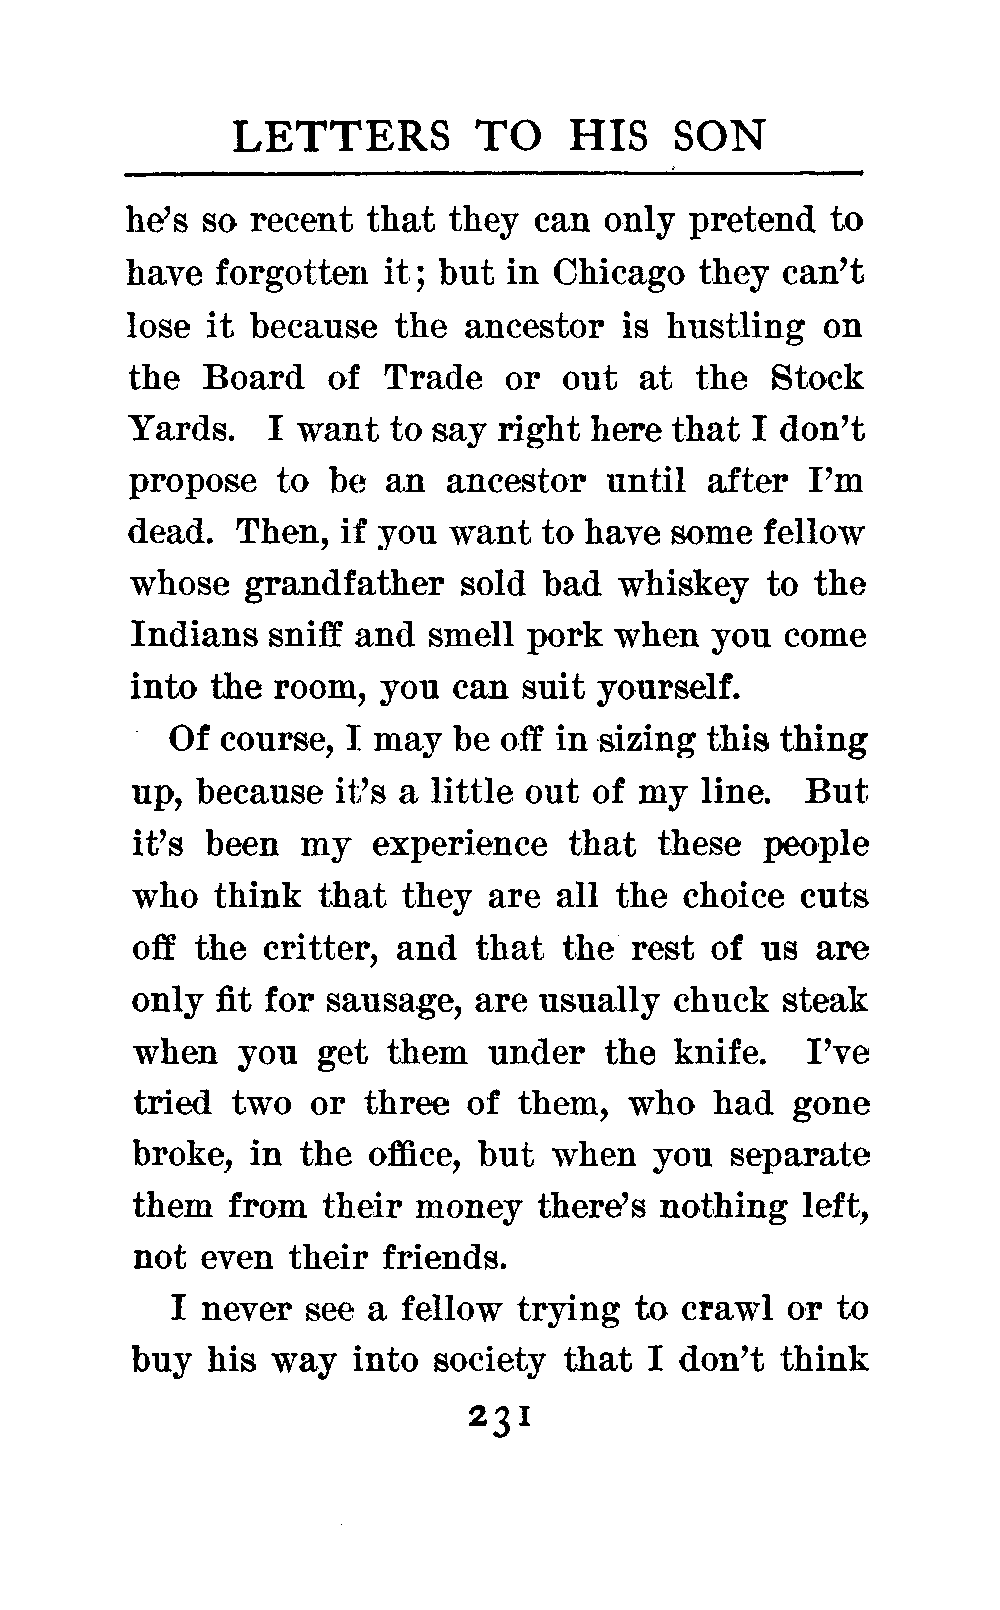 LETTERS TO HIS SON
he's so recent that they can only pretend to
have forgotten it; but in Chicago they can't
lose it because the ancestor is hustling on
the Board of Trade or out at the Stock
Yards. I want to say right here that I don't
propose to be an ancestor until after I'm
dead. Then, if you want to have some fellow
whose grandfather sold bad whiskey to the
Indians sniff and smell pork when you come
into the room, you can suit yourself.
Of course, I may be off in sizing this thing
up, because it's a little out of my line. But
it's been my experience that these people
who think that they are all the choice cuts
off the critter, and that the rest of us are
only fit for sausage, are usually chuck steak
when you get them under the knife. I've
tried two or three of them, who had gone
broke, in the office, but when you separate
them from their money there's nothing left,
not even their friends.
I never see a fellow trying to crawl or to
buy his way into society that I don't think
231